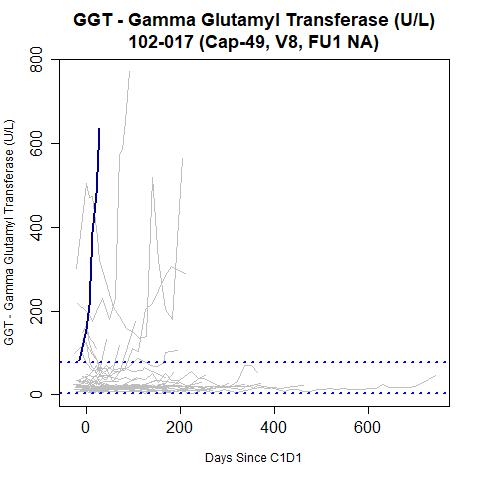 GGT - Gamma Glutamyl Transferase (U/L)
102-017 (Cap-49, V8, FU1 NA)
GGT - Gamma Glutamyl Transferase (U/L)
800
600
400
200
0
0 200 400 600
Days Since C1D1